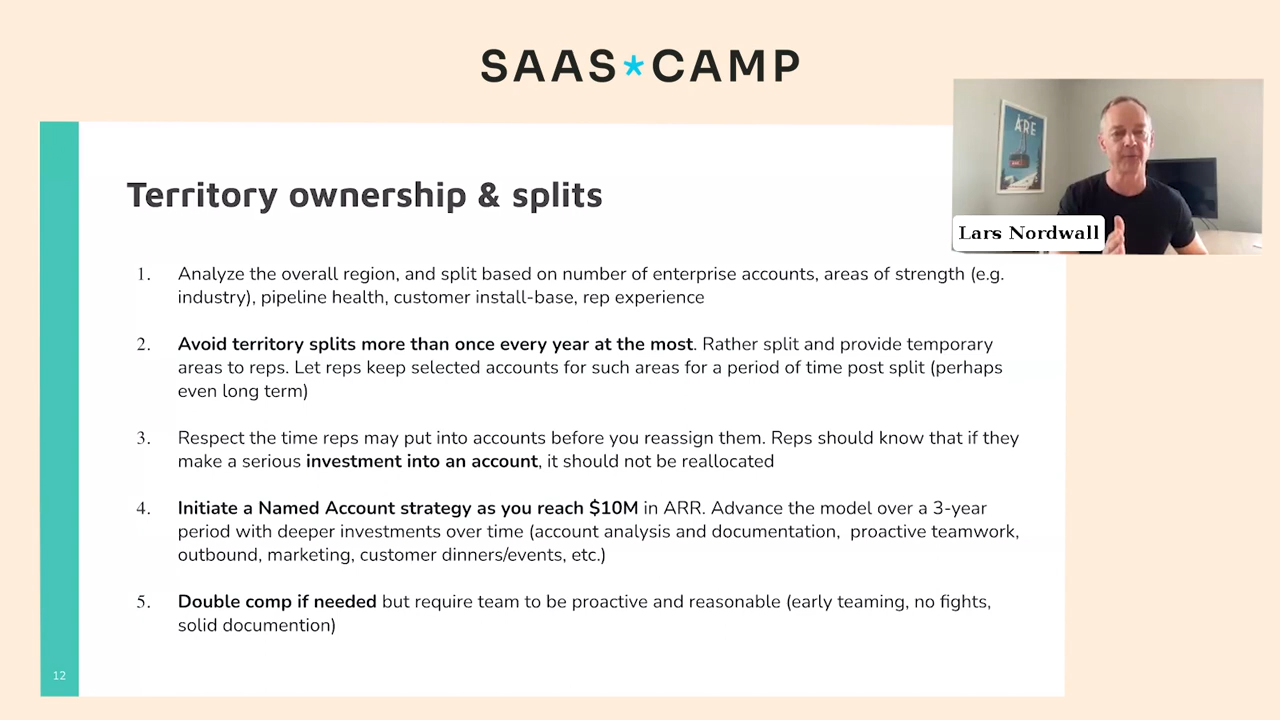 SAAS*CAMP
ÅRE
Lars Nordwall
Territory ownership & splits
1. Analyze the overall region, and split based on number of enterprise accounts, areas of strength (e.g.
industry), pipeline health, customer install-base, rep experience
2. Avoid territory splits more than once every year at the most. Rather split and provide temporary
areas to reps. Let reps keep selected accounts for such areas for a period of time post split (perhaps
even long term)
3. Respect the time reps may put into accounts before you reassign them. Reps should know that if they
make a serious investment into an account, it should not be reallocated
4. Initiate a Named Account strategy as you reach $10M in ARR. Advance the model over a 3-year
period with deeper investments over time (account analysis and documentation,  proactive teamwork,
outbound, marketing, customer dinners/events, etc.)
5. Double comp if needed but require team to be proactive and reasonable (early teaming, no fights,
solid documention)
12